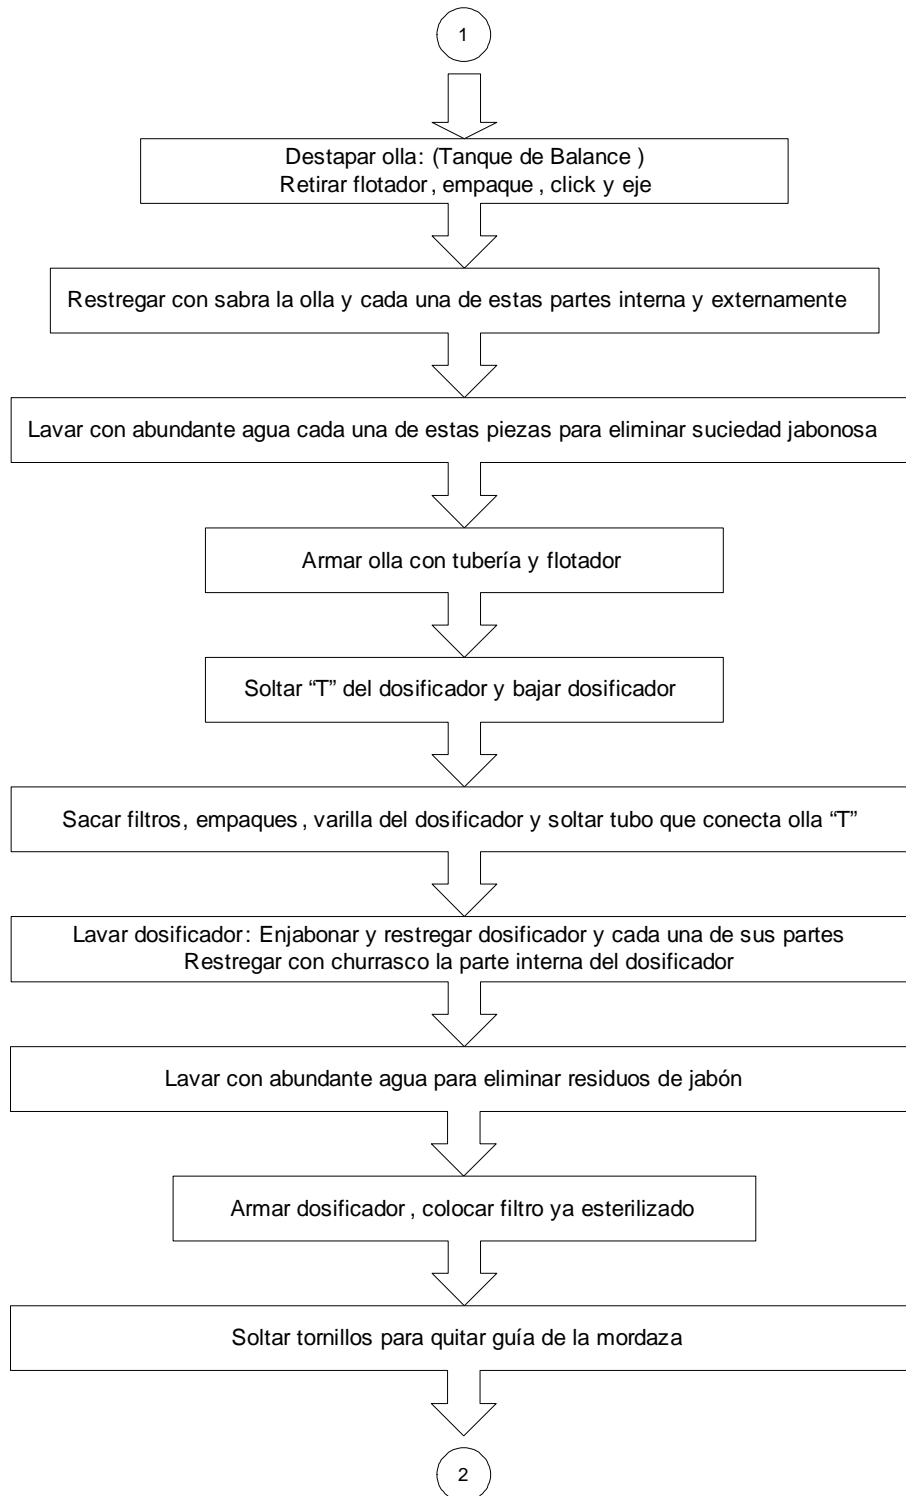 1
Destapar olla: (Tanque de Balance )
Retirar flotador, empaque, click y eje
Restregar con sabra la olla y cada una de estas partes interna y externamente
Lavar con abundante agua cada una de estas piezas para eliminar suciedad jabonosa
Armar olla con tubería y flotador
Soltar “T” del dosificador y bajar dosificador
Sacar filtros, empaques, varilla del dosificador y soltar tubo que conecta olla “T”
Lavar dosificador: Enjabonar y restregar dosificador y cada una de sus partes
Restregar con churrasco la parte interna del dosificador
Lavar con abundante agua para eliminar residuos de jabón
Armar dosificador, colocar filtro ya esterilizado
Soltar tornillos para quitar guía de la mordaza
2